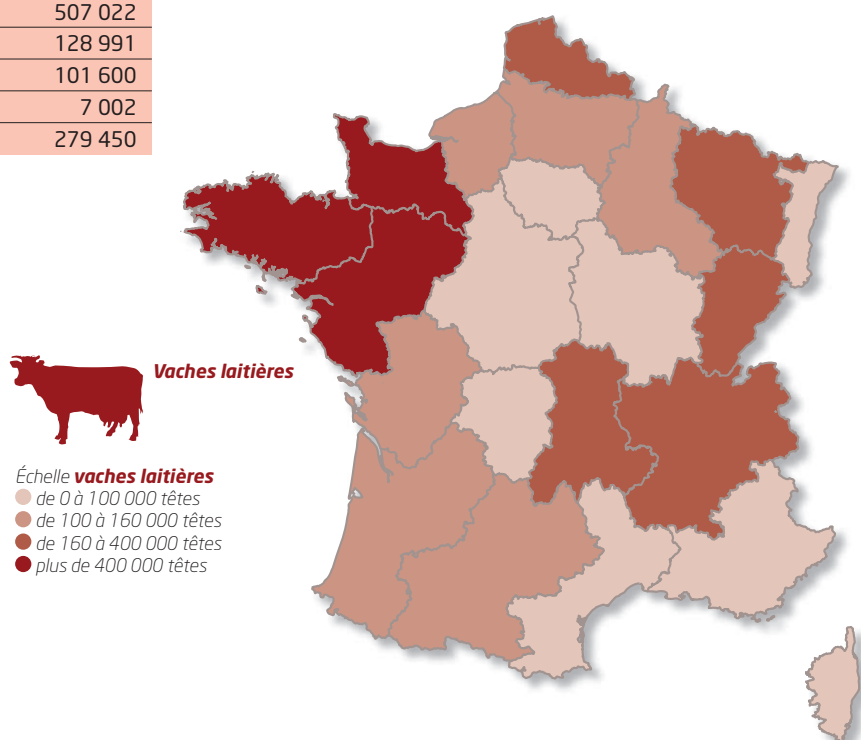 507 022
128 991
101 600
7 002
279 450
Vaches laitières
Échelle vaches laitières
de 0 à 100 000 têtes
de 100 à 160 000 têtes
de 160 à 400 000 têtes
plus de 400 000 têtes